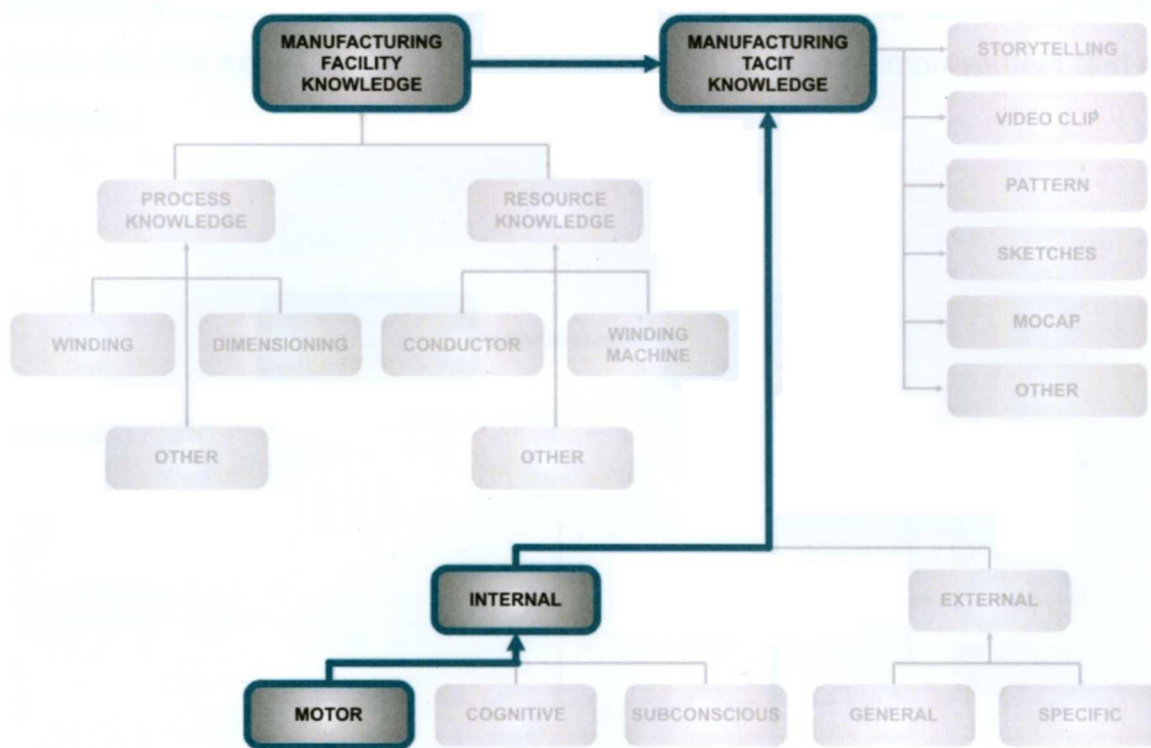 MANUFACTURING
FACILITY
KNOWLEDGE
MANUFACTURING
TACIT
KNOWLEDGE
STORYTELLING
VIDEO CLIP
PATTERN
SKETCHES
MOCAP
OTHER
PROCESS
KNOWLEDGE
RESOURCE
KNOWLEDGE
WINDING
DIMENSIONING
CONDUCTOR
WINDING
MACHINE
OTHER
OTHER
INTERNAL
EXTERNAL
MOTOR
COGNITIVE
SUBCONSCIOUS
GENERAL
SPECIFIC